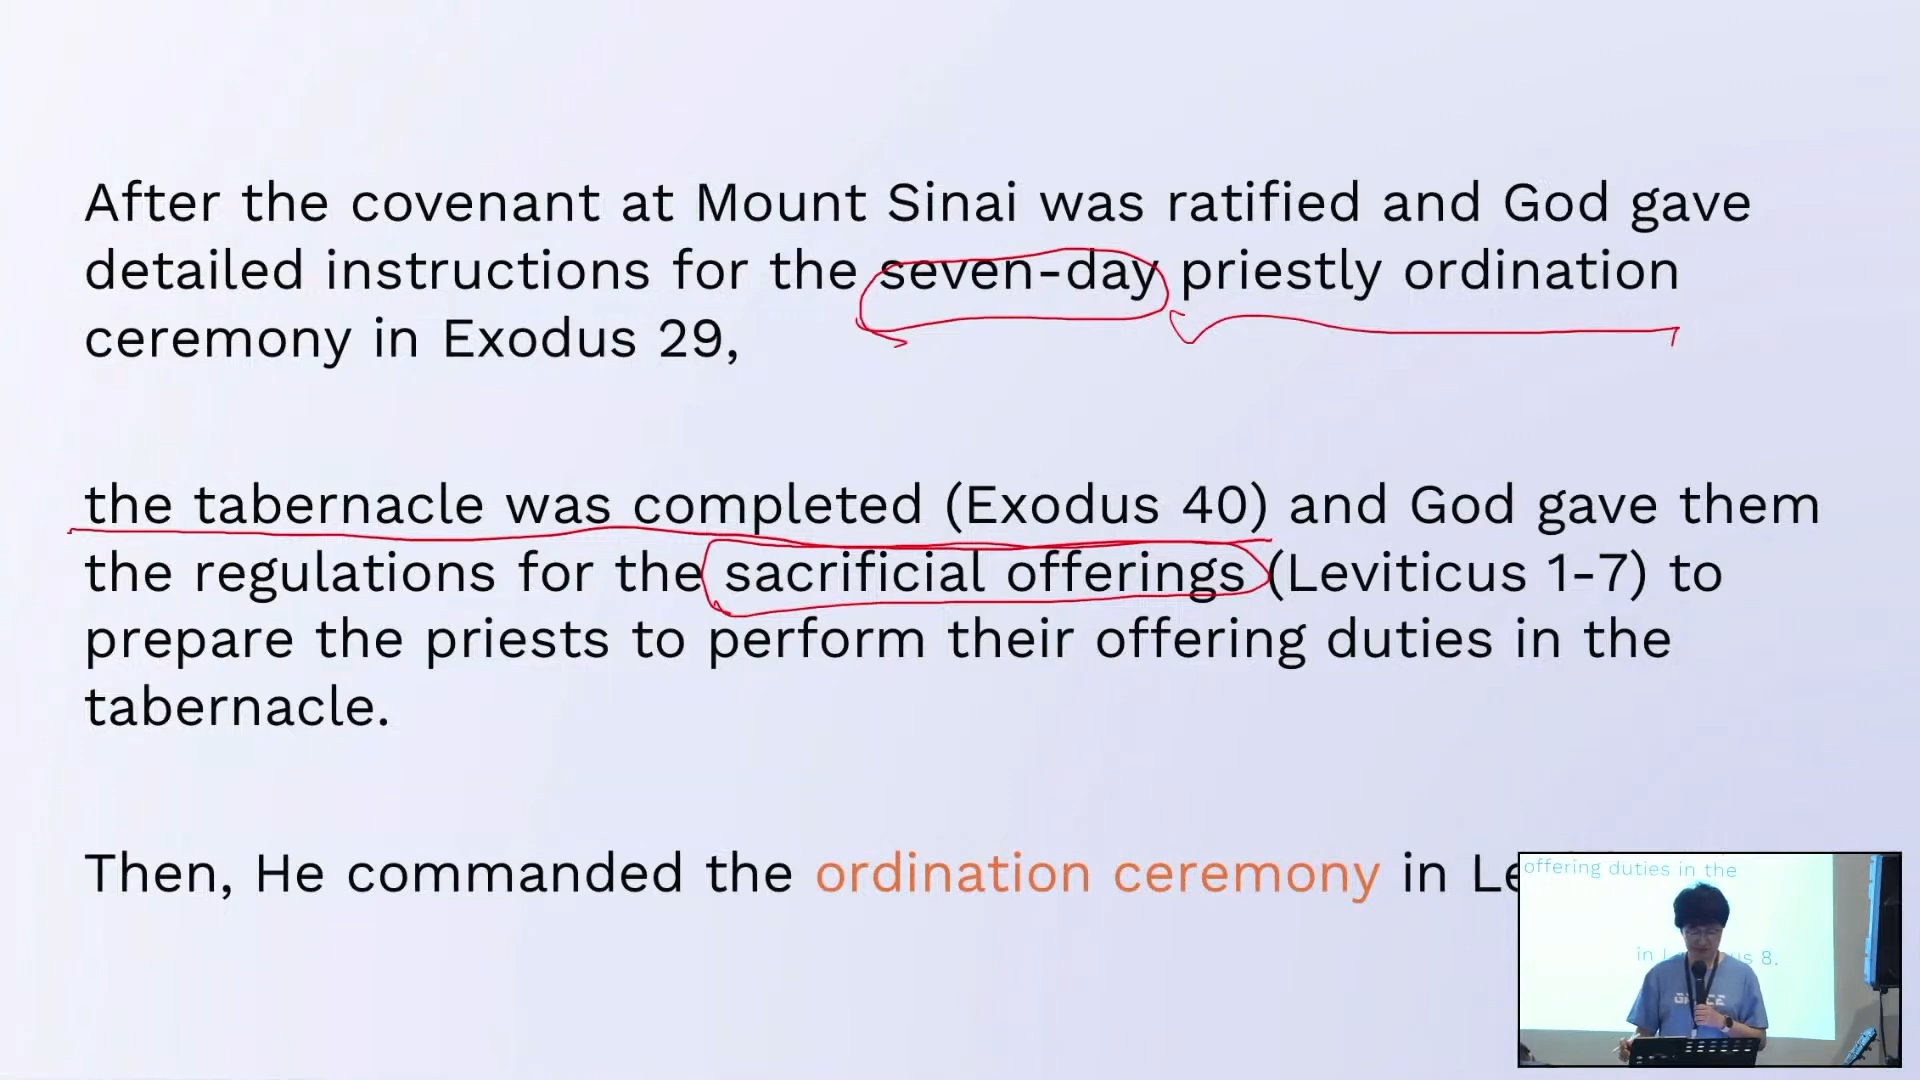 After the covenant at Mount Sinai was ratified and God gave
detailed instructions for the seven-day priestly ordination
ceremony in Exodus 29,
the tabernacle was completed (Exodus 40) and God gave them
the regulations for the sacrificial offerings (Leviticus 1-7) to
prepare the priests to perform their offering duties in the
tabernacle.
Then, He commanded the ordination ceremony in Le
offering duties in the
in L us 8.